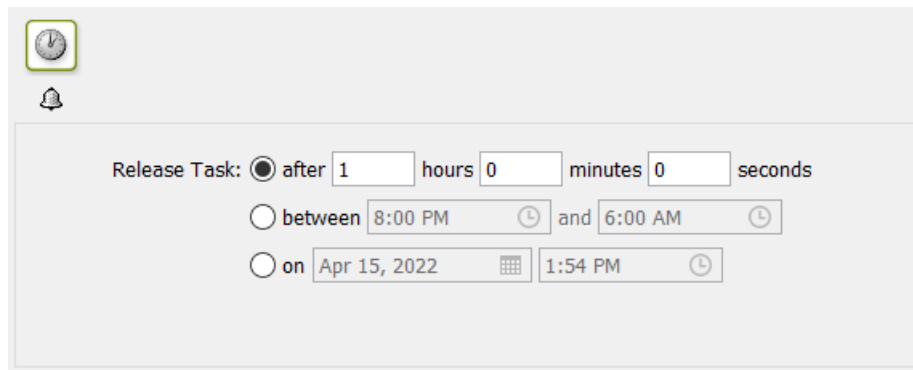 Release Task: after 1 hours 0 minutes 0 seconds
between 8:00 PM and 6:00 AM
on Apr 15, 2022 1:54 PM